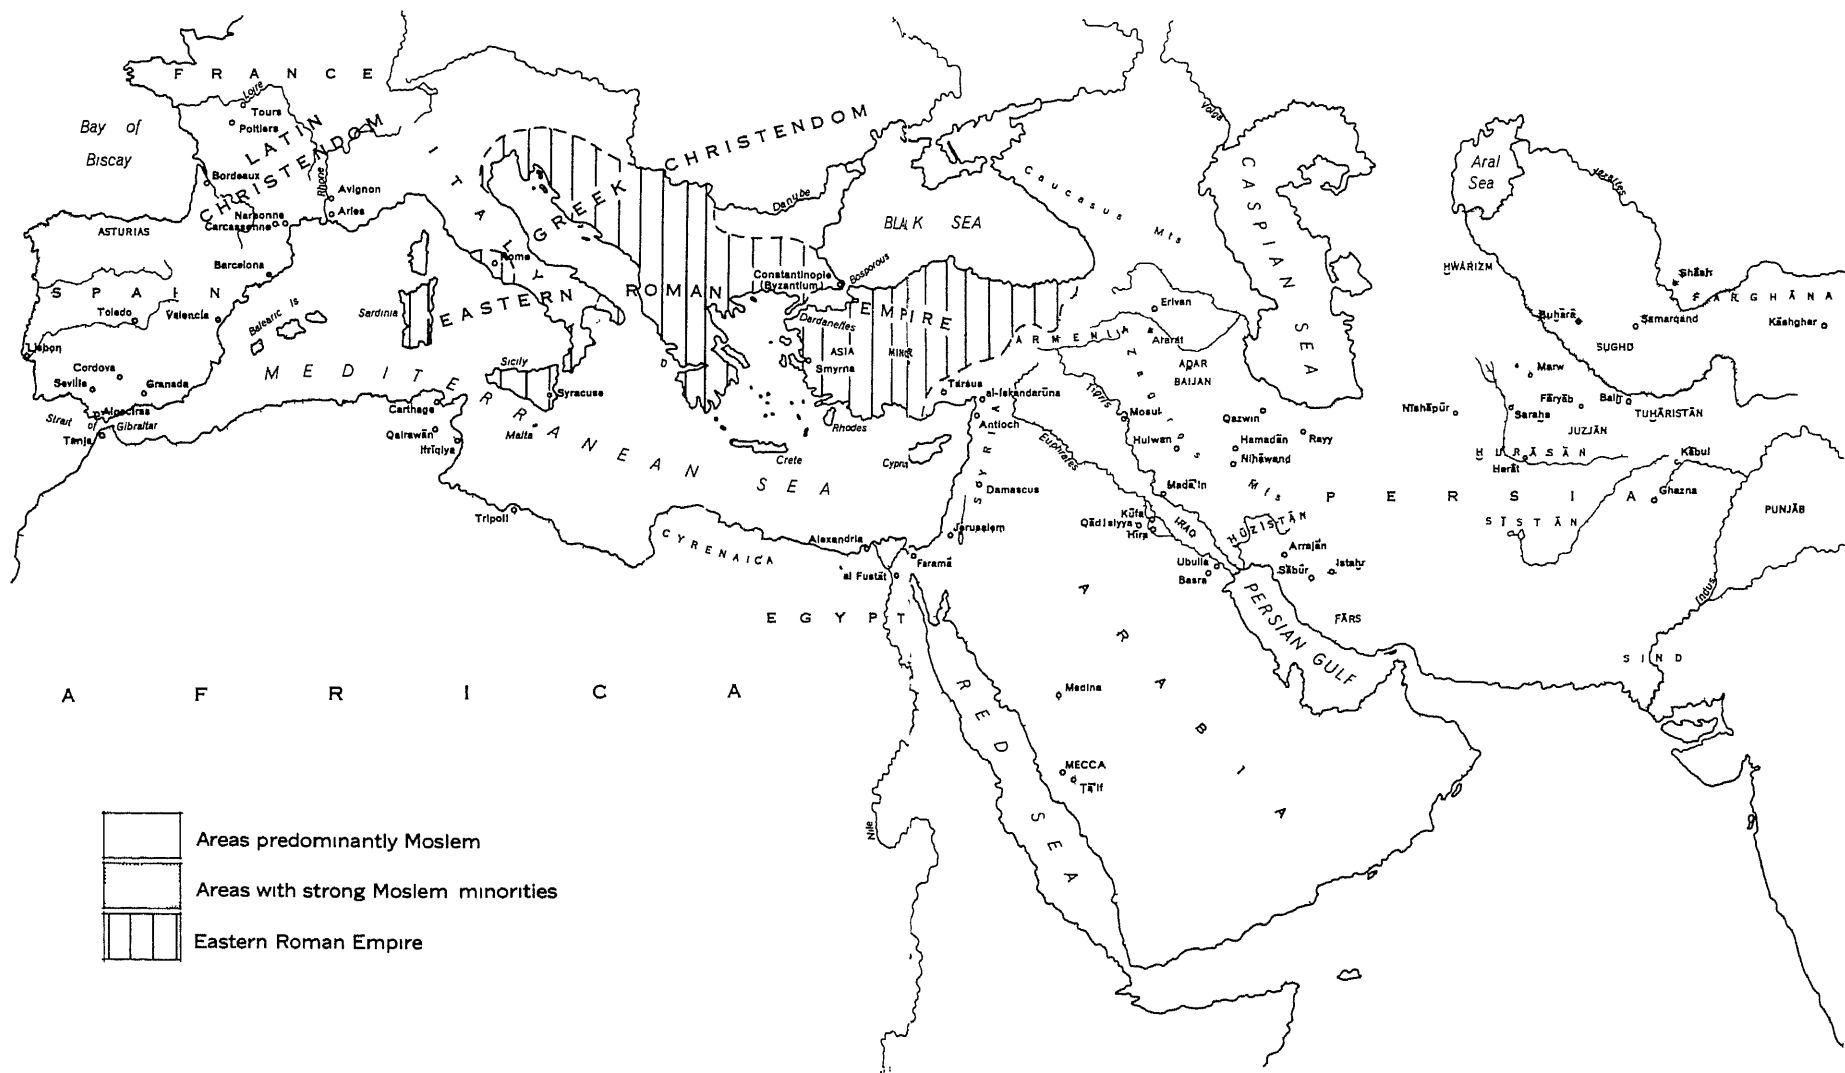 FRANCE
Loire
Tours
Poitiers
LATIN
CHRISTENDOM
Bay of
Biscay
Bordeaux
Rhone
Avignon
Arles
Narsonne
Carcassenne
ASTURIAS
Barcelona
SPAIN
Toledo
Valencia
Balearic Is
Lisbon
Cordova
Seville
Granada
Algeciras
Strait of Gibraltar
Tanja
ITALY
Rome
Sardinia
Sicily
Syracuse
Malta
Carthage
Qairawān
Ifrīqiya
Tripoli
MEDITERRANEAN SEA
GREEK CHRISTENDOM
EASTERN ROMAN EMPIRE
Danube
BLACK SEA
Constantinople
(Byzantium)
Bosporous
Dardanelles
ASIA MINOR
Smyrna
Rhodes
Crete
Cyprus
Tarsus
al-Iskandarūna
Antioch
SYRIA
Damascus
Jerusalem
CYRENAICA
Alexandria
Faramā
al Fustāt
EGYPT
AFRICA
Nile
RED SEA
Medina
MECCA
Tā'if
ARABIA
Volga
Caucasus Mts
CASPIAN SEA
Erivan
ARMENIA
Ararat
ADAR
BAIJAN
ZAGROS Mts
Tigris
Euphrates
Mosul
Hulwan
Qazwin
Hamadān
Nihāwand
Rayy
Madā'in
Kūfa
Qādisiyya
Hira
IRAQ
HŪZISTĀN
Arrajān
Ubulla
Basra
Sābūr
Istahr
FĀRS
PERSIAN GULF
PERSIA
Aral
Sea
Jaxartes
HWĀRIZM
Shāsh
FARGHĀNA
Buhārā
Samarqand
Kāshghar
SUGHD
Marw
Nīshāpūr
Sarahs
Fāryāb
Balh
TUHĀRISTĀN
JUZJĀN
HURĀSĀN
Herāt
Kābul
Ghazna
SĪSTĀN
PUNJĀB
Indus
SIND
Areas predominantly Moslem
Areas with strong Moslem minorities
Eastern Roman Empire